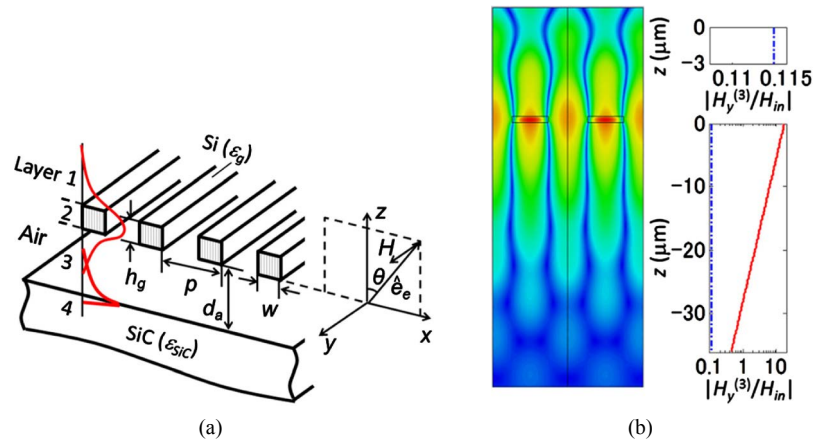 Si (εg)
Layer 1
2
Air
3
4
hg
p
da
w
SiC (εSiC)
z
H
θ
êe
x
y
(a)
z (μm)
0
-3
0.11
0.115
|Hy(3)/Hin|
z (μm)
0
-10
-20
-30
0.1
1
10
|Hy(3)/Hin|
(b)